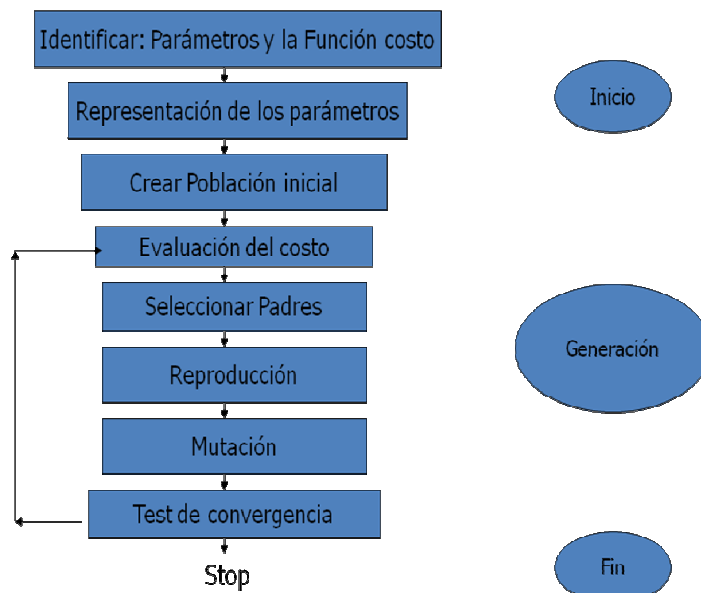 Identificar: Parámetros y la Función costo
Representación de los parámetros
Crear Población inicial
Evaluación del costo
Seleccionar Padres
Reproducción
Mutación
Test de convergencia
Stop
Inicio
Generación
Fin